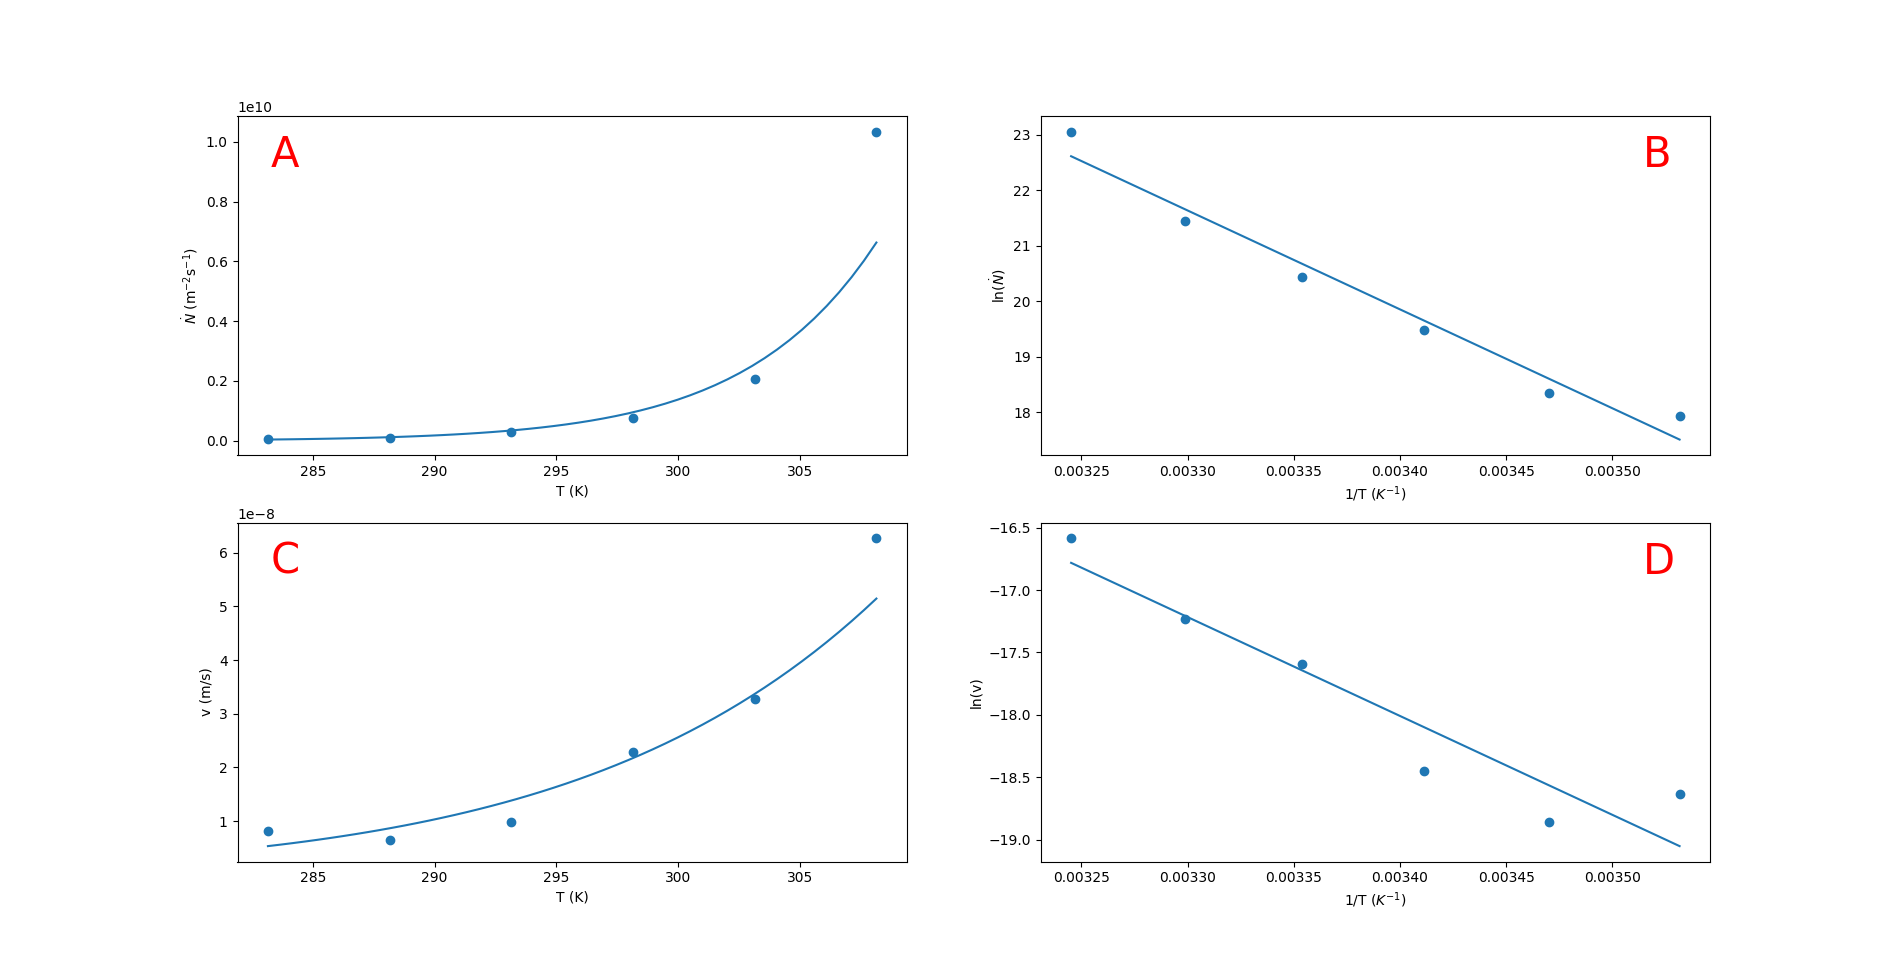 1e10
A
1.0
0.8
0.6
0.4
0.2
0.0
Ṅ (m⁻²s⁻¹)
285 290 295 300 305
T (K)
B
23
22
21
20
19
18
ln(Ṅ)
0.00325 0.00330 0.00335 0.00340 0.00345 0.00350
1/T (K⁻¹)
1e−8
C
6
5
4
3
2
1
v (m/s)
285 290 295 300 305
T (K)
D
−16.5
−17.0
−17.5
−18.0
−18.5
−19.0
ln(v)
0.00325 0.00330 0.00335 0.00340 0.00345 0.00350
1/T (K⁻¹)